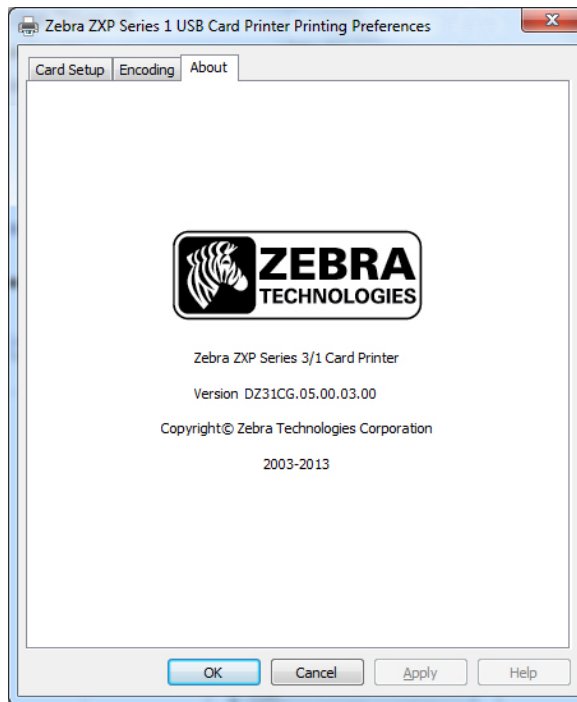 Zebra ZXP Series 1 USB Card Printer Printing Preferences
Card Setup Encoding About
ZEBRA
TECHNOLOGIES
Zebra ZXP Series 3/1 Card Printer
Version DZ31CG.05.00.03.00
Copyright© Zebra Technologies Corporation
2003-2013
OK Cancel Apply Help